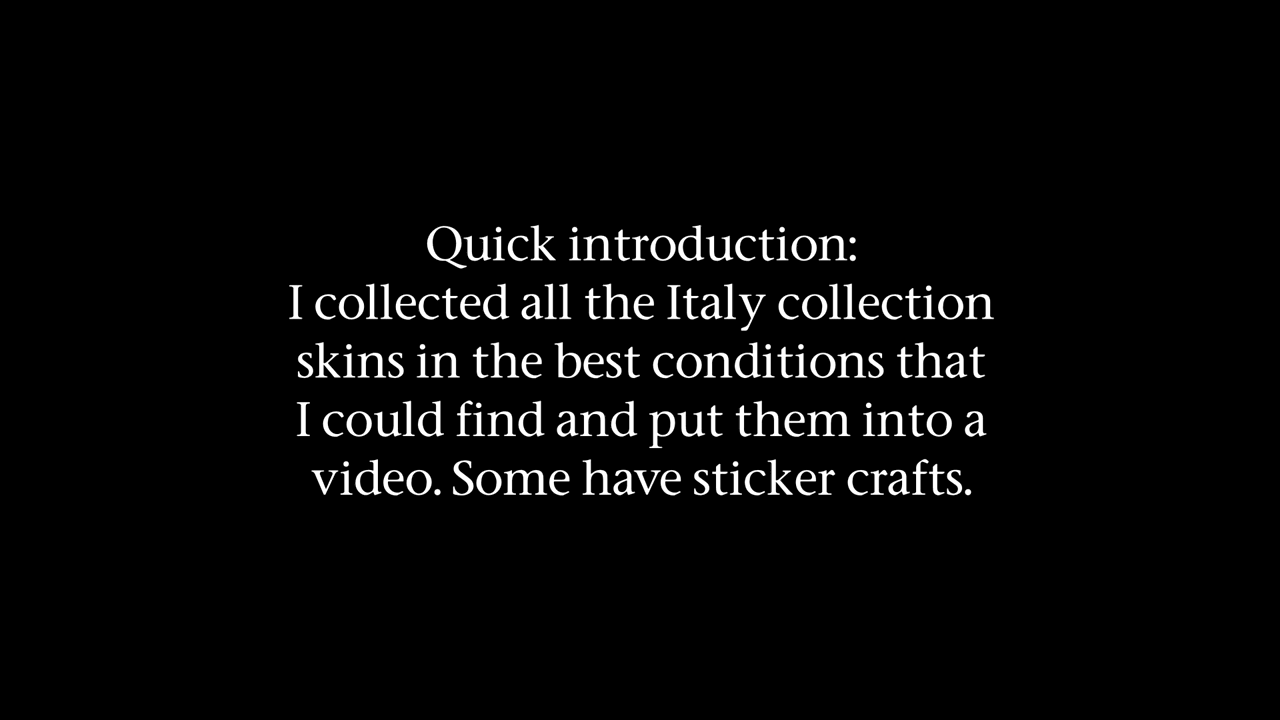 Quick introduction:
I collected all the Italy collection
skins in the best conditions that
I could find and put them into a
video. Some have sticker crafts.